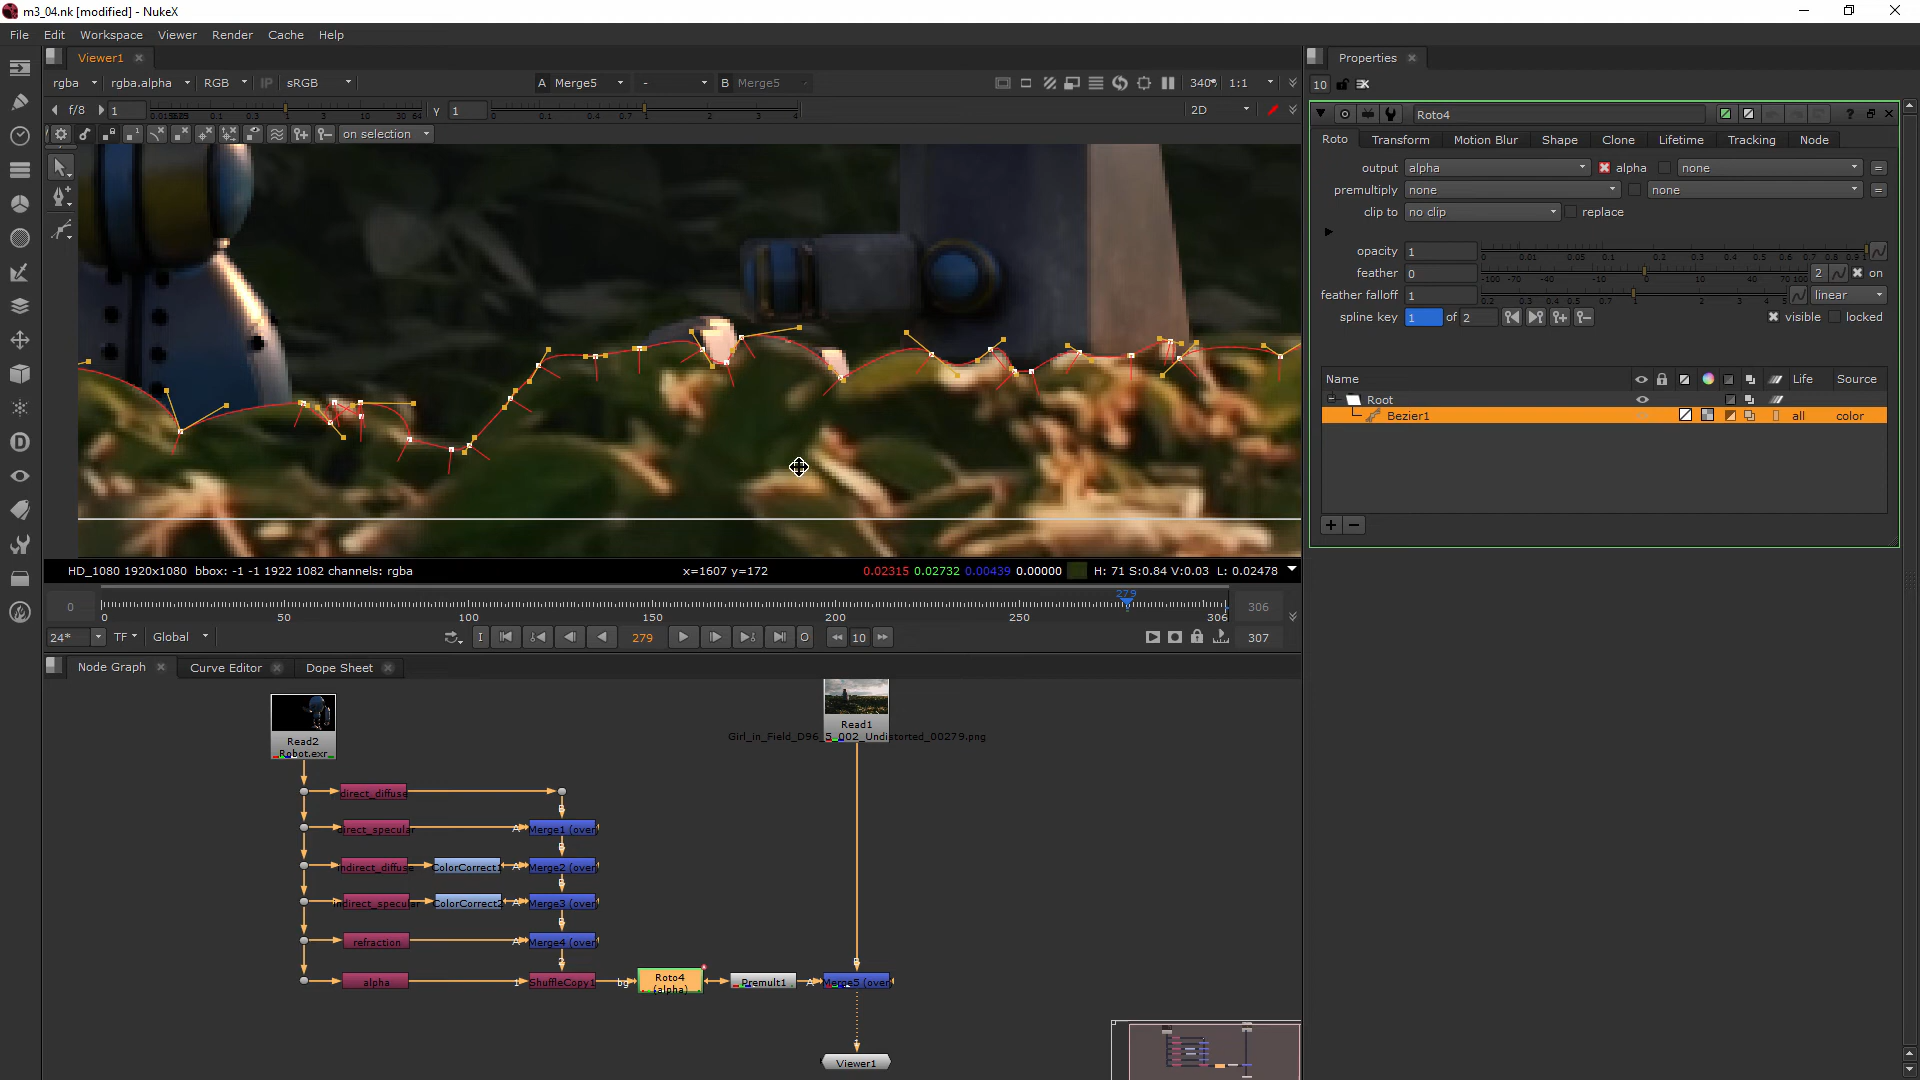 m3_04.nk [modified] - NukeX
File Edit Workspace Viewer Render Cache Help
Viewer1
Properties
rgba rgba.alpha RGB IP sRGB A Merge5 - B Merge5 1:1
10
f/8 1 Y 1 2D
Roto4
on selection
Roto Transform Motion Blur Shape Clone Lifetime Tracking Node
output alpha alpha none
premultiply none none
clip to no clip replace
opacity 1
feather 0 2 on
feather falloff 1 linear
spline key 1 of 2 visible locked
Name Life Source
Root
Bezier1 all color
HD_1080 1920x1080 bbox: -1 -1 1922 1082 channels: rgba x=1607 y=172 0.02315 0.02732 0.00439 0.00000 H: 71 S:0.84 V:0.03 L: 0.02478
279
0 306
0 50 100 150 200 250 306
24* TF Global I 279 O 10 307
Node Graph Curve Editor Dope Sheet
Read2
Robot.exr
Read1
Girl_in_Field_D96_5_002_Undistorted_00279.png
direct_diffuse
direct_specular A Merge1 (over)
indirect_diffuse ColorCorrect1 A Merge2 (over)
indirect_specular ColorCorrect2 A Merge3 (over)
refraction A Merge4 (over)
alpha 1 ShuffleCopy1 bg Roto4
(alpha) Premult1 A Merge5 (over)
Viewer1